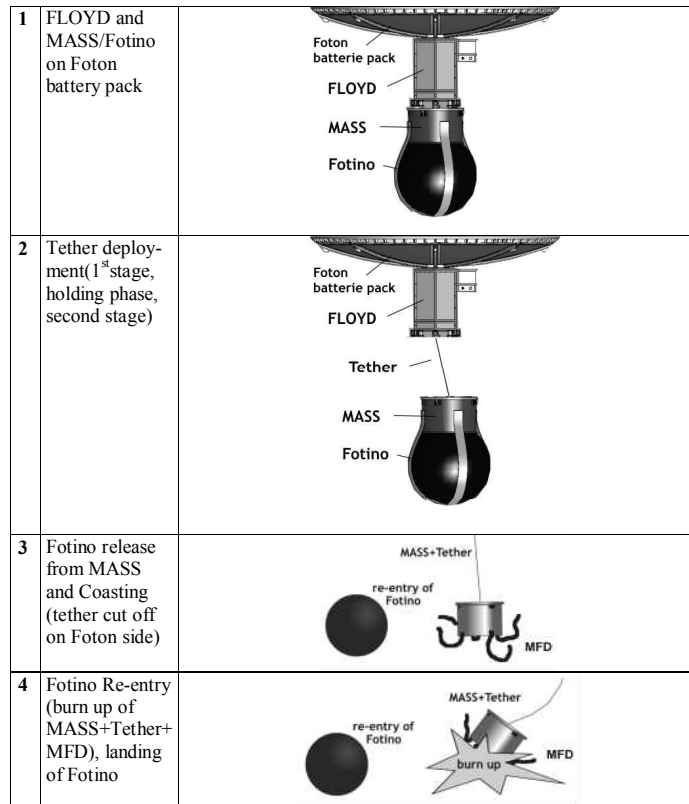 1
FLOYD and
MASS/Fotino
on Foton
battery pack
Foton
batterie pack
FLOYD
MASS
Fotino
2
Tether deploy-
ment(1st stage,
holding phase,
second stage)
Foton
batterie pack
FLOYD
Tether
MASS
Fotino
3
Fotino release
from MASS
and Coasting
(tether cut off
on Foton side)
MASS+Tether
re-entry of
Fotino
MFD
4
Fotino Re-entry
(burn up of
MASS+Tether+
MFD), landing
of Fotino
MASS+Tether
re-entry of
Fotino
MFD
burn up